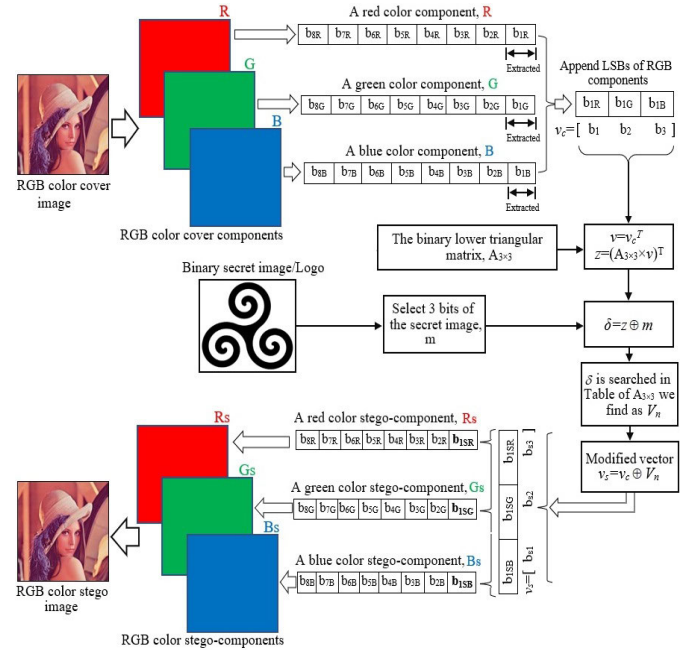 R
G
B
RGB color cover
image
RGB color cover components
A red color component, R
b8R b7R b6R b5R b4R b3R b2R b1R
Extracted
A green color component, G
b8G b7G b6G b5G b4G b3G b2G b1G
Extracted
A blue color component, B
b8B b7B b6B b5B b4B b3B b2B b1B
Extracted
Append LSBs of RGB
components
b1R b1G b1B
vc=[ b1 b2 b3 ]
The binary lower triangular
matrix, A3×3
v=vcT
z=(A3×3×v)T
Binary secret image/Logo
Select 3 bits of
the secret image,
m
δ=z ⊕ m
δ is searched in
Table of A3×3 we
find as Vn
Modified vector
vs=vc ⊕ Vn
A red color stego-component, Rs
b8R b7R b6R b5R b4R b3R b2R b1SR
A green color stego-component, Gs
b8G b7G b6G b5G b4G b3G b2G b1SG
A blue color stego-component, Bs
b8B b7B b6B b5B b4B b3B b2B b1SB
b1SB b1SG b1SR
vs=[ bs1 bs2 bs3 ]
Rs
Gs
Bs
RGB color stego
image
RGB color stego-components